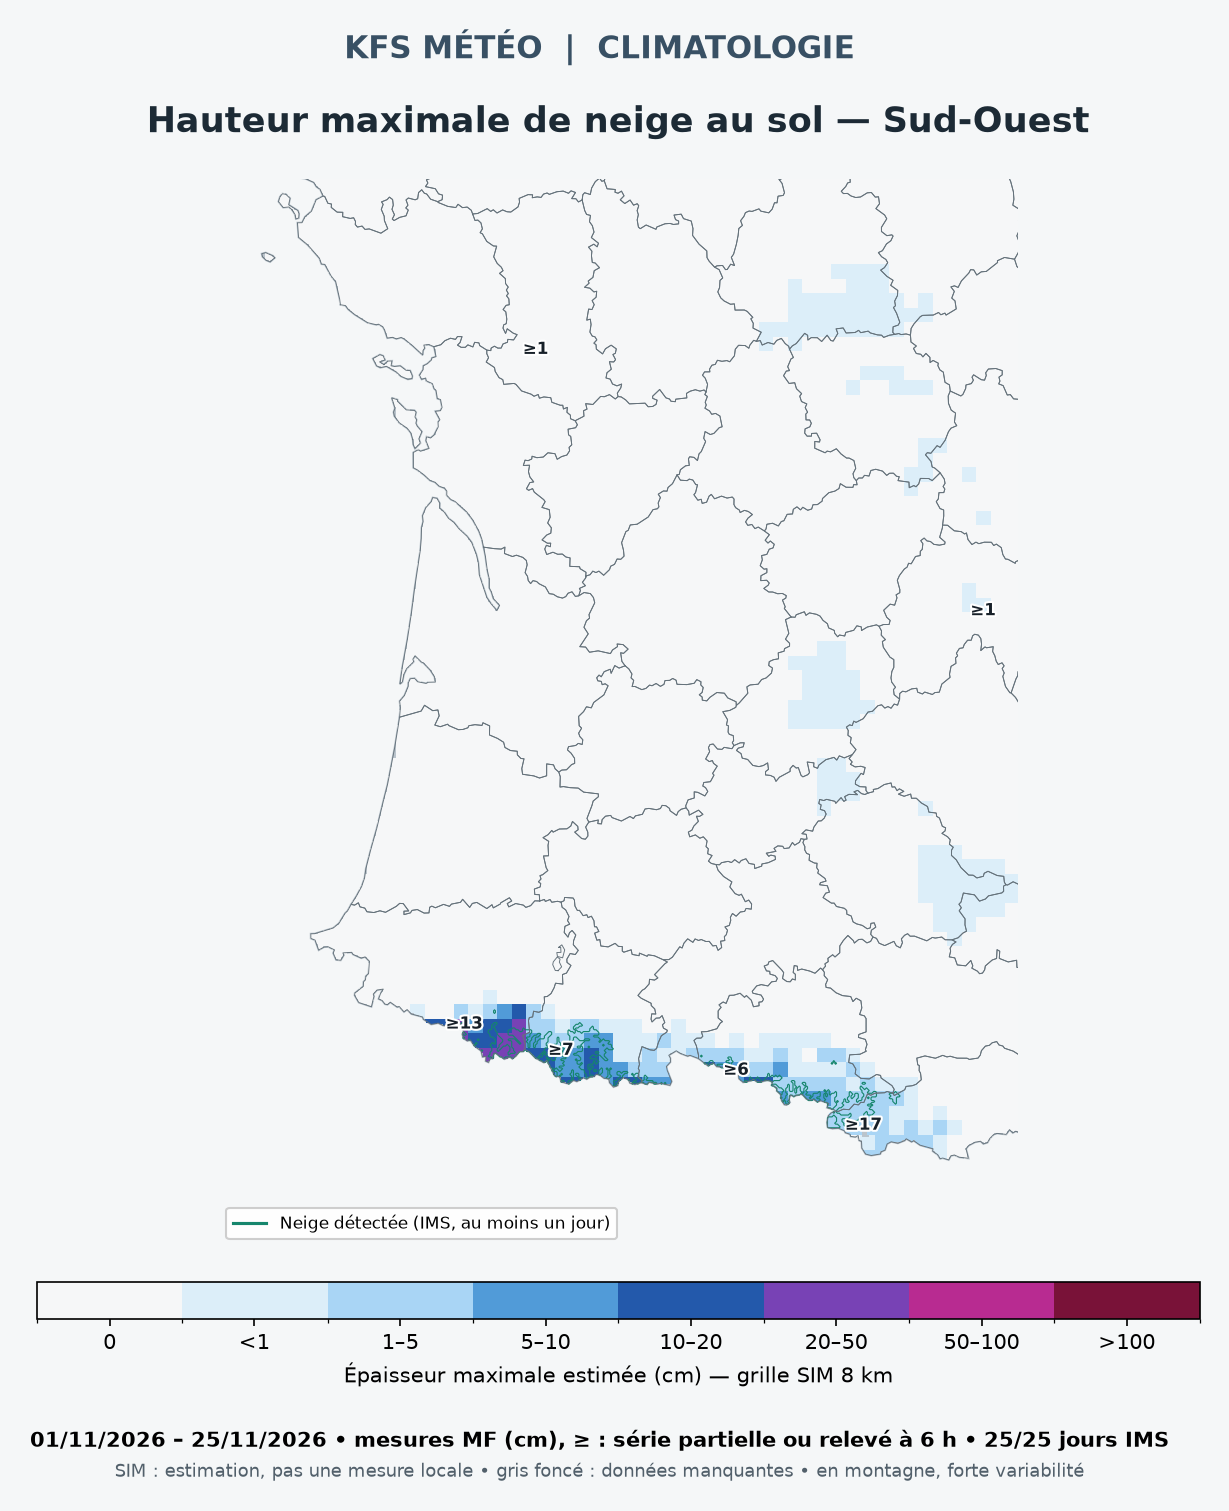 KFS MÉTÉO | CLIMATOLOGIE
Hauteur maximale de neige au sol — Sud-Ouest
≥1
≥1
≥13
≥7
≥6
≥17
Neige détectée (IMS, au moins un jour)
0 <1 1–5 5–10 10–20 20–50 50–100 >100
Épaisseur maximale estimée (cm) — grille SIM 8 km
01/11/2026 – 25/11/2026 • mesures MF (cm), ≥ : série partielle ou relevé à 6 h • 25/25 jours IMS
SIM : estimation, pas une mesure locale • gris foncé : données manquantes • en montagne, forte variabilité